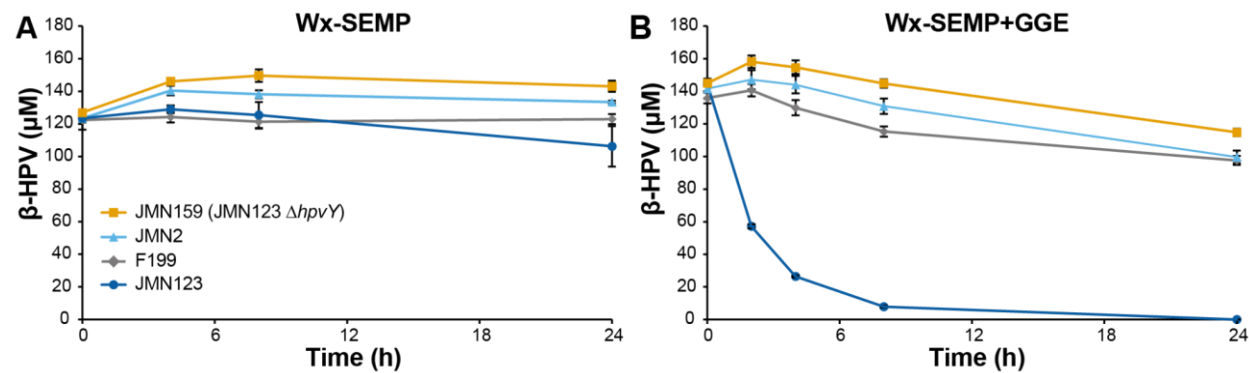 A
Wx-SEMP
β-HPV (µM)
180
160
140
120
100
80
60
40
20
0
JMN159 (JMN123 ΔhpvY)
JMN2
F199
JMN123
0 6 12 18 24
Time (h)
B
Wx-SEMP+GGE
β-HPV (µM)
180
160
140
120
100
80
60
40
20
0
0 6 12 18 24
Time (h)